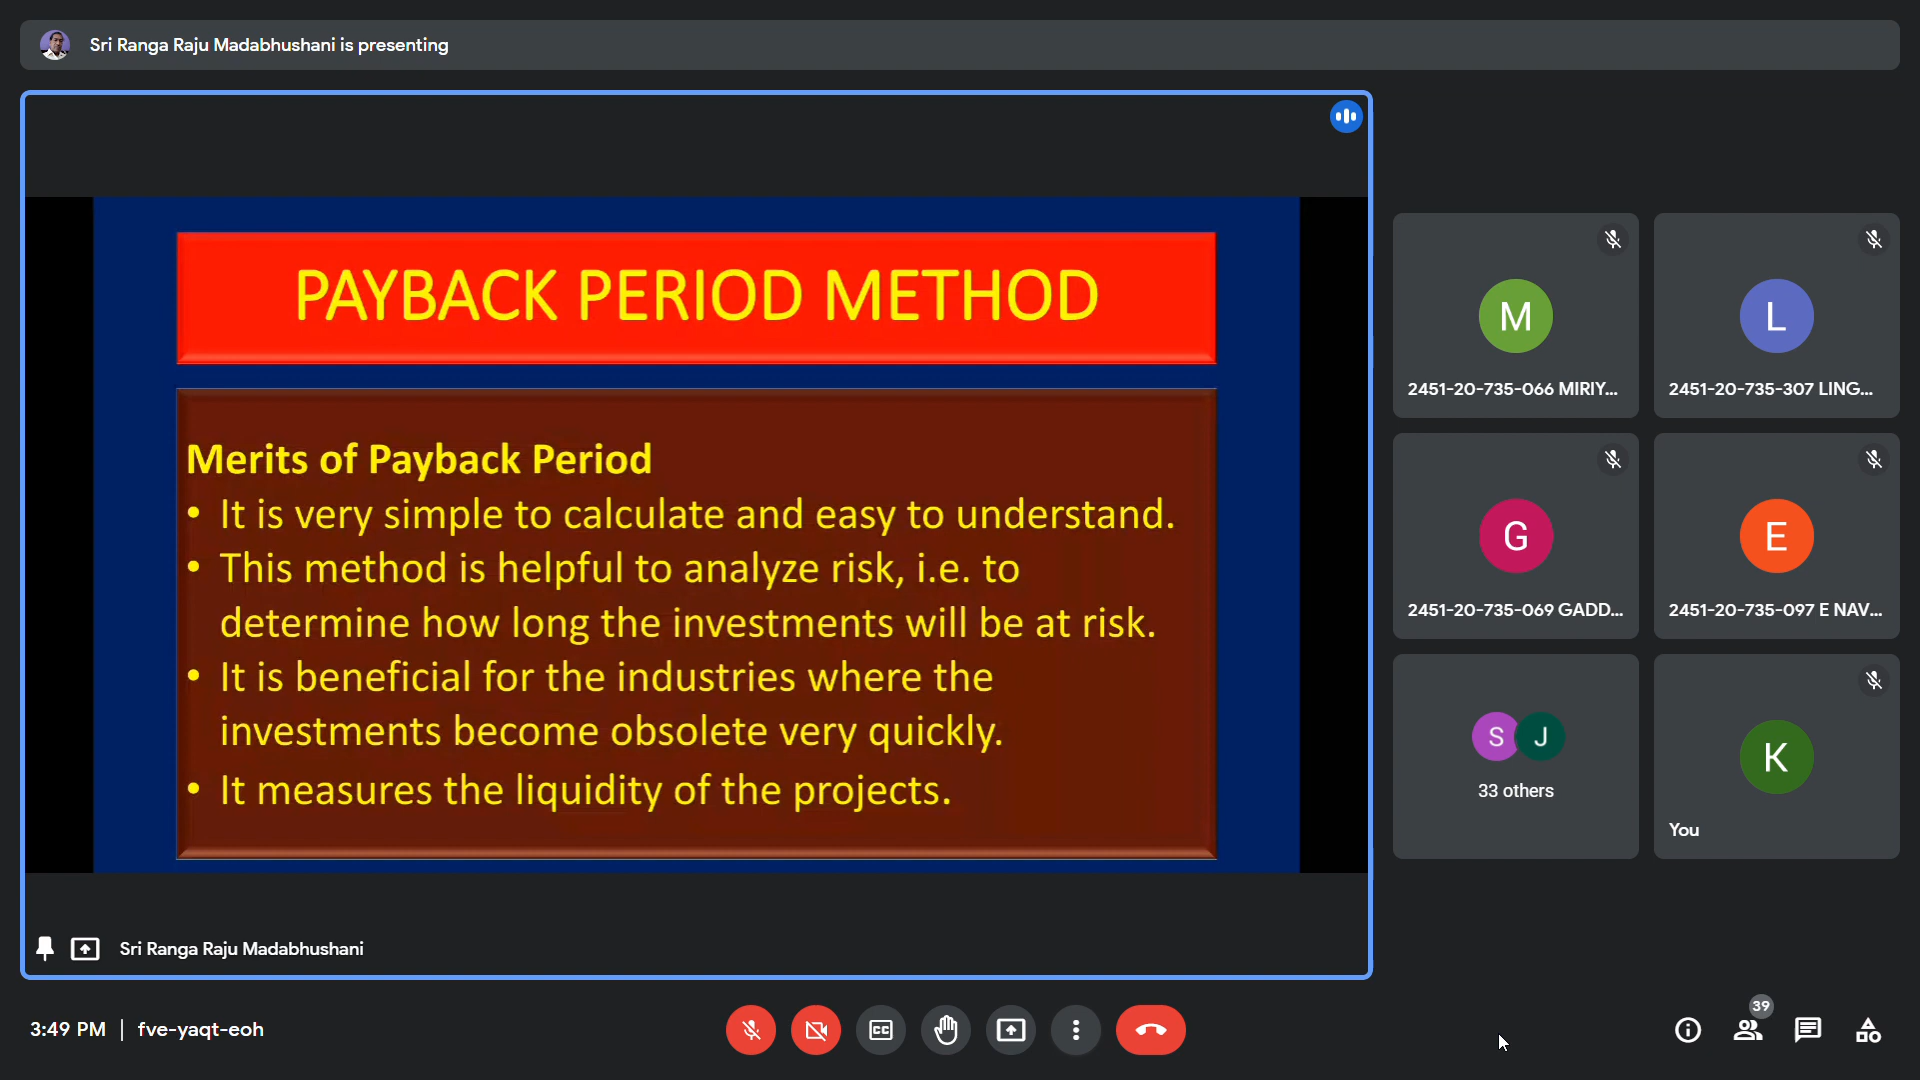 Sri Ranga Raju Madabhushani is presenting
PAYBACK PERIOD METHOD
Merits of Payback Period
• It is very simple to calculate and easy to understand.
• This method is helpful to analyze risk, i.e. to
determine how long the investments will be at risk.
• It is beneficial for the industries where the
investments become obsolete very quickly.
• It measures the liquidity of the projects.
Sri Ranga Raju Madabhushani
M
2451-20-735-066 MIRIY...
L
2451-20-735-307 LING...
G
2451-20-735-069 GADD...
E
2451-20-735-097 E NAV...
S J
33 others
K
You
3:49 PM | fve-yaqt-eoh
CC
39